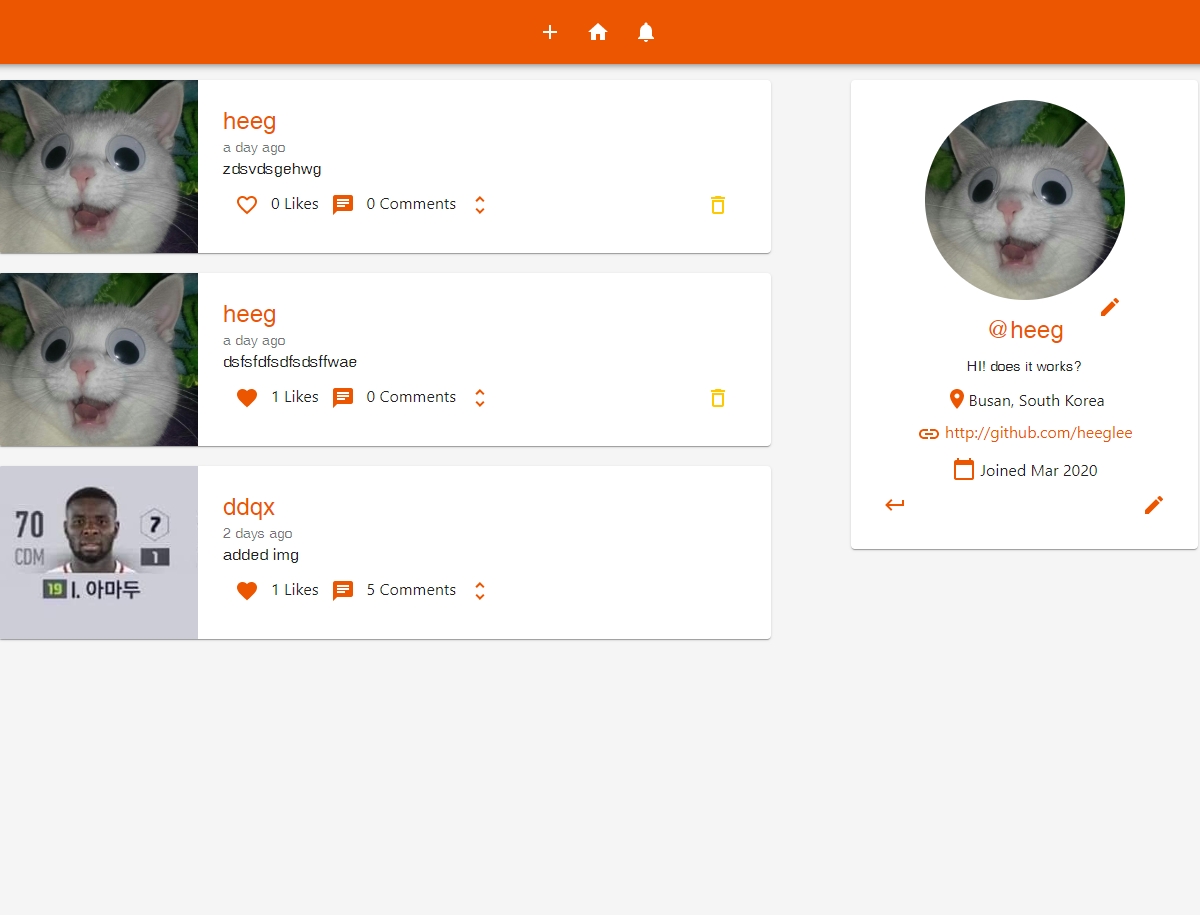 heeg
a day ago
zdsvdsgehwg
0 Likes 0 Comments
heeg
a day ago
dsfsfdfsdfsdsffwae
1 Likes 0 Comments
70
CDM
7
1
19 I. 아마두
ddqx
2 days ago
added img
1 Likes 5 Comments
@heeg
HI! does it works?
Busan, South Korea
http://github.com/heeglee
Joined Mar 2020